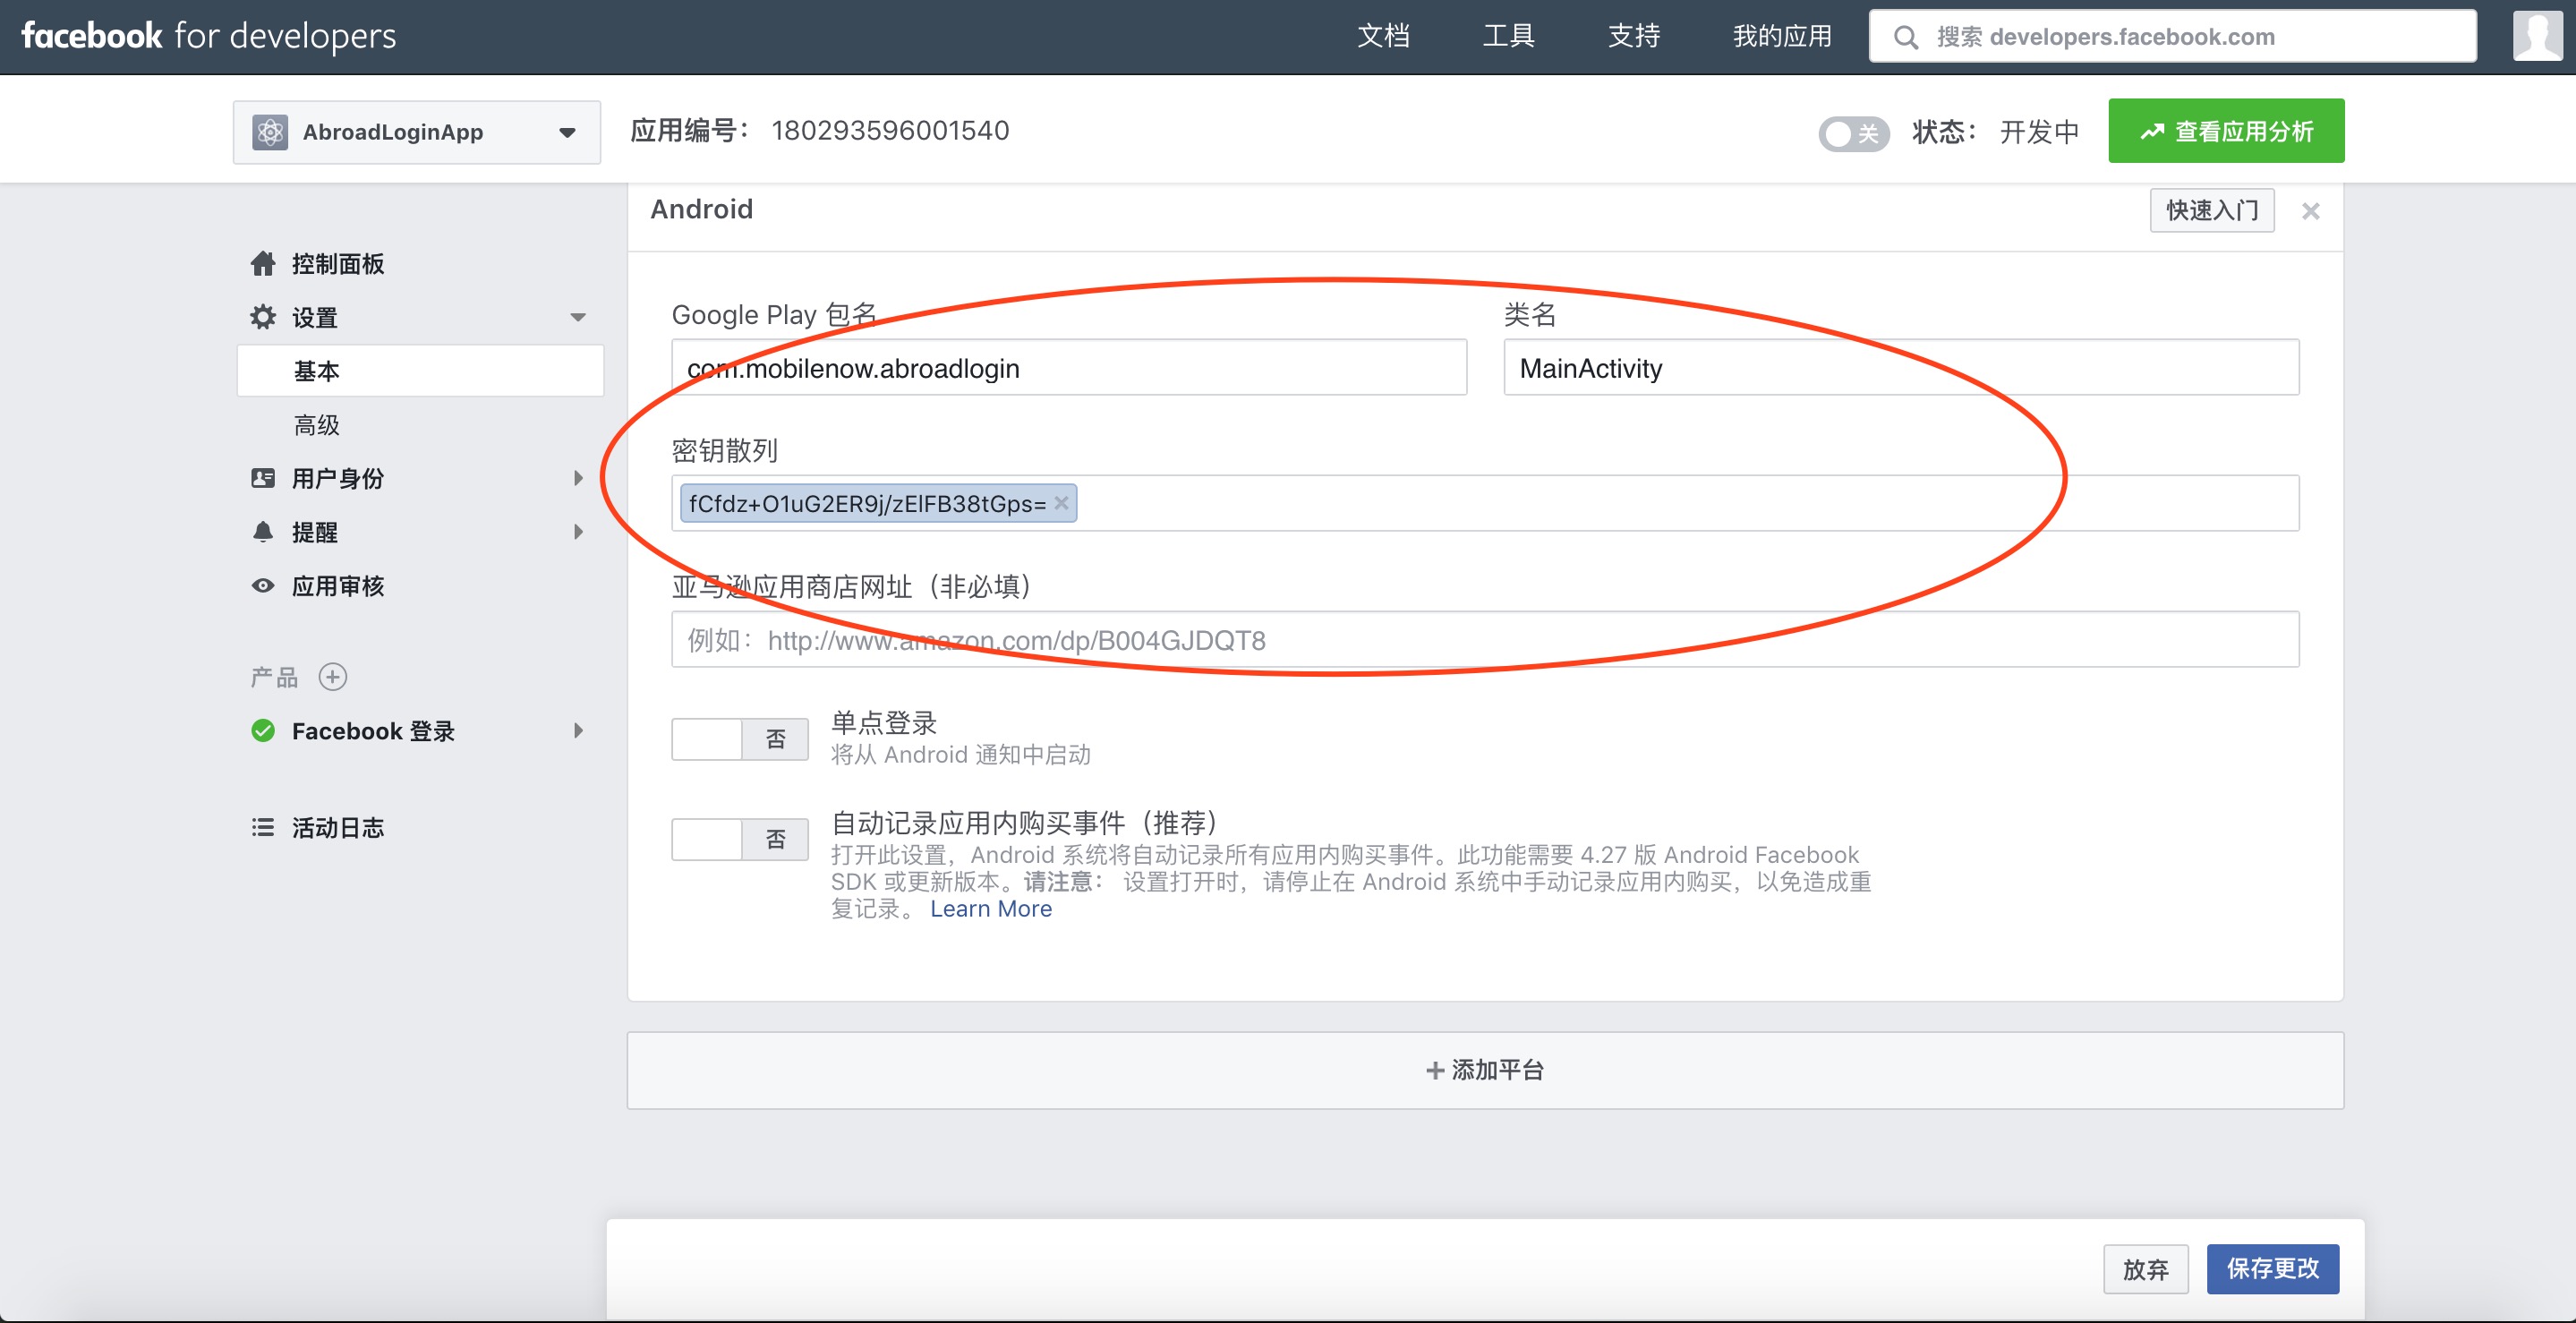 facebook for developers
文档
工具
支持
我的应用
搜索 developers.facebook.com
AbroadLoginApp
应用编号： 180293596001540
关
状态： 开发中
查看应用分析
控制面板
设置
基本
高级
用户身份
提醒
应用审核
产品
Facebook 登录
活动日志
Android
快速入门
Google Play 包名
类名
com.mobilenow.abroadlogin
MainActivity
密钥散列
fCfdz+O1uG2ER9j/zElFB38tGps=
亚马逊应用商店网址（非必填）
例如：http://www.amazon.com/dp/B004GJDQT8
否
单点登录
将从 Android 通知中启动
否
自动记录应用内购买事件（推荐）
打开此设置，Android 系统将自动记录所有应用内购买事件。此功能需要 4.27 版 Android Facebook
SDK 或更新版本。请注意： 设置打开时，请停止在 Android 系统中手动记录应用内购买，以免造成重
复记录。 Learn More
添加平台
放弃
保存更改